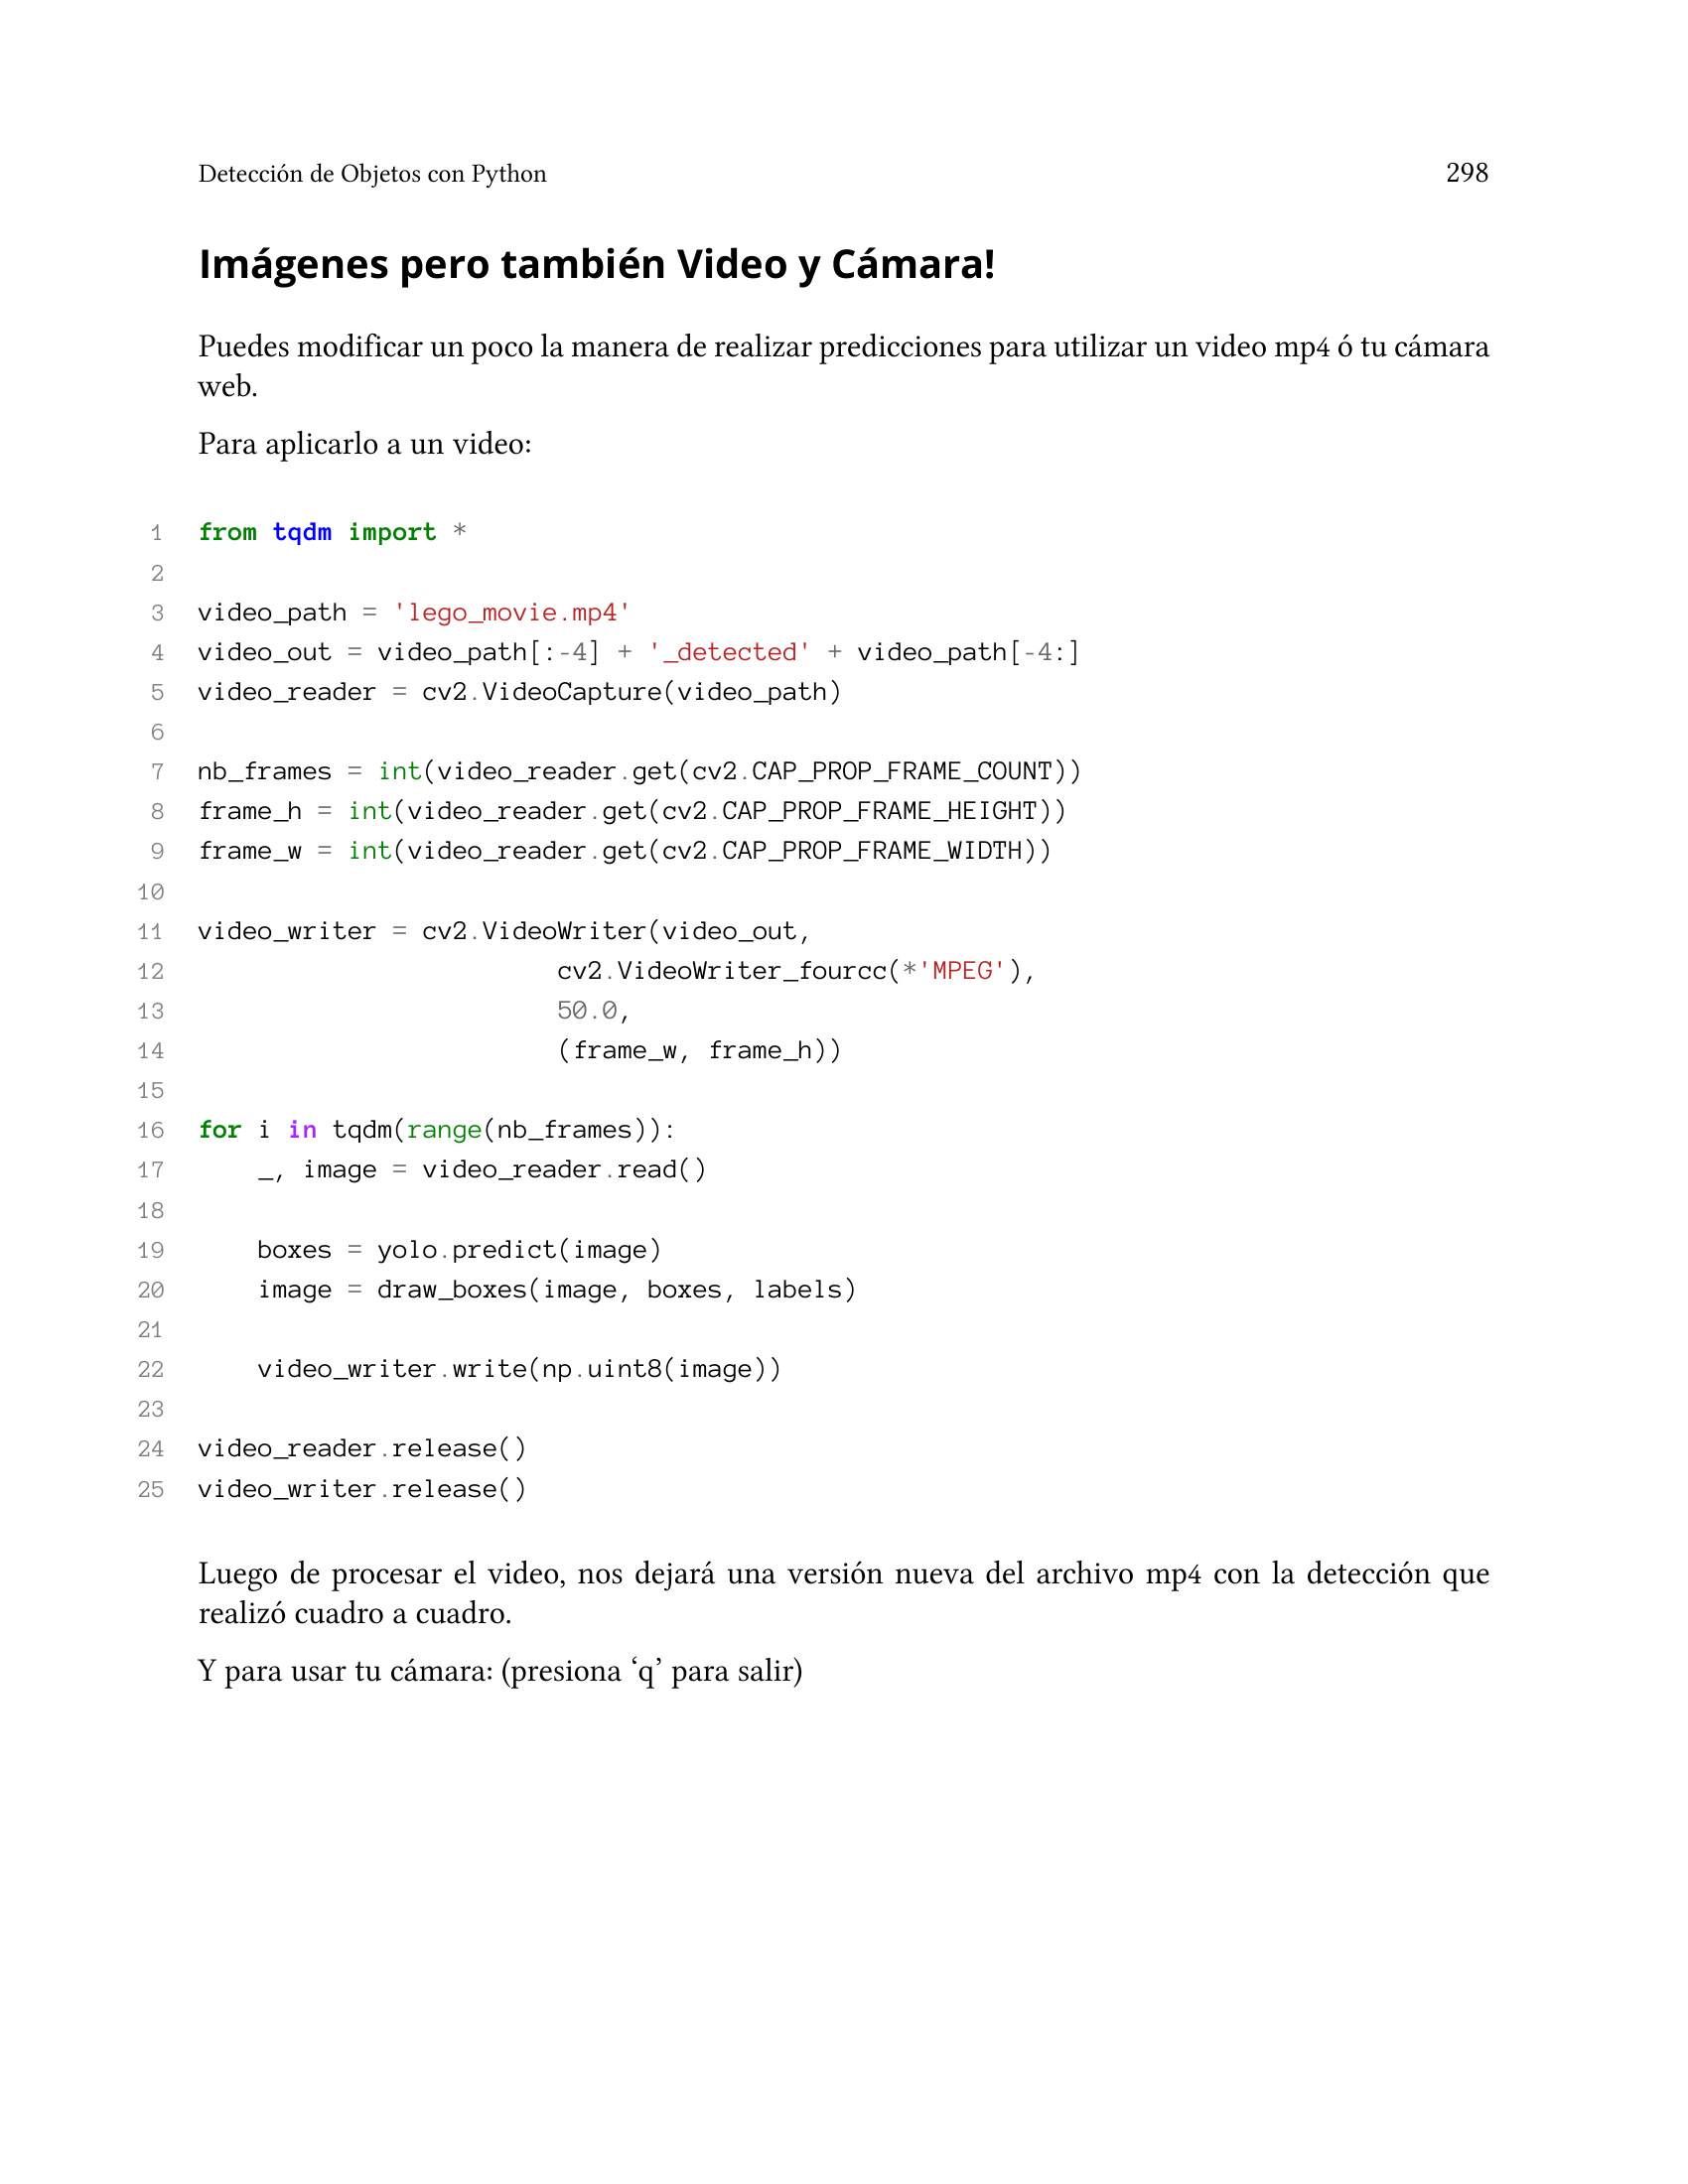 Detección de Objetos con Python 298
Imágenes pero también Video y Cámara!
Puedes modificar un poco la manera de realizar predicciones para utilizar un video mp4 ó tu cámara
web.
Para aplicarlo a un video:
1 from tqdm import *
2
3 video_path = 'lego_movie.mp4'
4 video_out = video_path[:-4] + '_detected' + video_path[-4:]
5 video_reader = cv2.VideoCapture(video_path)
6
7 nb_frames = int(video_reader.get(cv2.CAP_PROP_FRAME_COUNT))
8 frame_h = int(video_reader.get(cv2.CAP_PROP_FRAME_HEIGHT))
9 frame_w = int(video_reader.get(cv2.CAP_PROP_FRAME_WIDTH))
10
11 video_writer = cv2.VideoWriter(video_out,
12                         cv2.VideoWriter_fourcc(*'MPEG'),
13                         50.0,
14                         (frame_w, frame_h))
15
16 for i in tqdm(range(nb_frames)):
17     _, image = video_reader.read()
18
19     boxes = yolo.predict(image)
20     image = draw_boxes(image, boxes, labels)
21
22     video_writer.write(np.uint8(image))
23
24 video_reader.release()
25 video_writer.release()
Luego de procesar el video, nos dejará una versión nueva del archivo mp4 con la detección que
realizó cuadro a cuadro.
Y para usar tu cámara: (presiona ‘q’ para salir)